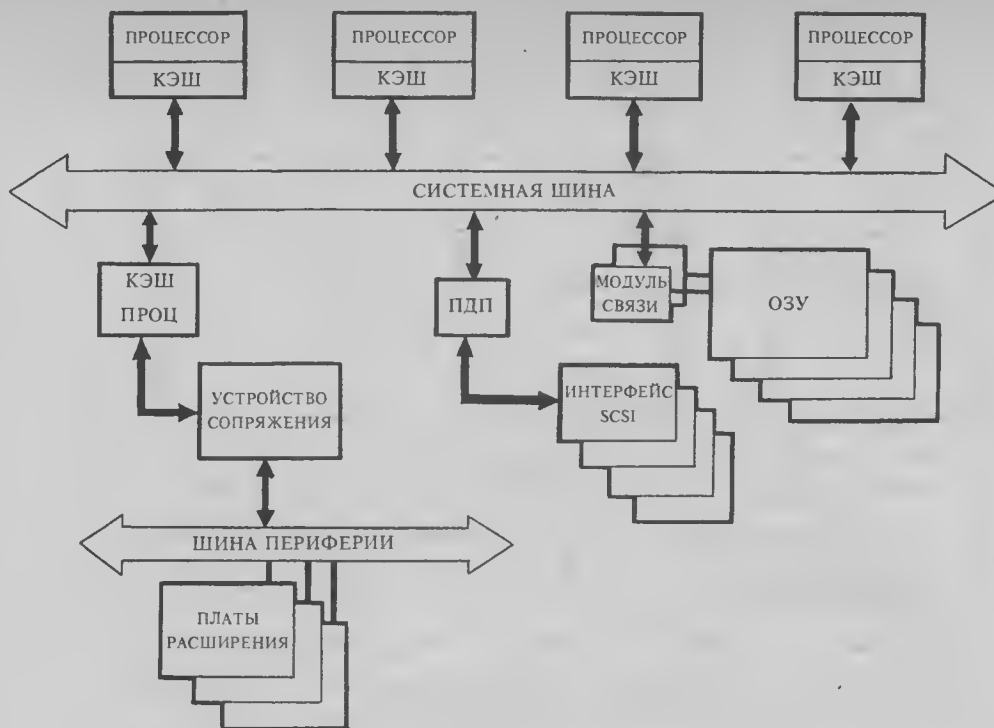 ПРОЦЕССОР
КЭШ
ПРОЦЕССОР
КЭШ
ПРОЦЕССОР
КЭШ
ПРОЦЕССОР
КЭШ
СИСТЕМНАЯ ШИНА
КЭШ
ПРОЦ
ПДП
МОДУЛЬ
СВЯЗИ
ОЗУ
УСТРОЙСТВО
СОПРЯЖЕНИЯ
ИНТЕРФЕЙС
SCSI
ШИНА ПЕРИФЕРИИ
ПЛАТЫ
РАСШИРЕНИЯ